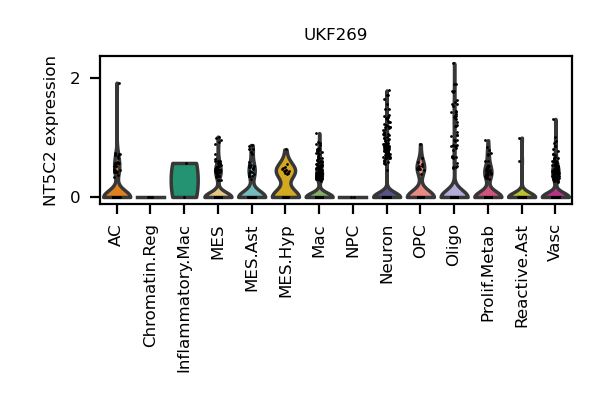 UKF269
NT5C2 expression
2
0
AC
Chromatin.Reg
Inflammatory.Mac
MES
MES.Ast
MES.Hyp
Mac
NPC
Neuron
OPC
Oligo
Prolif.Metab
Reactive.Ast
Vasc